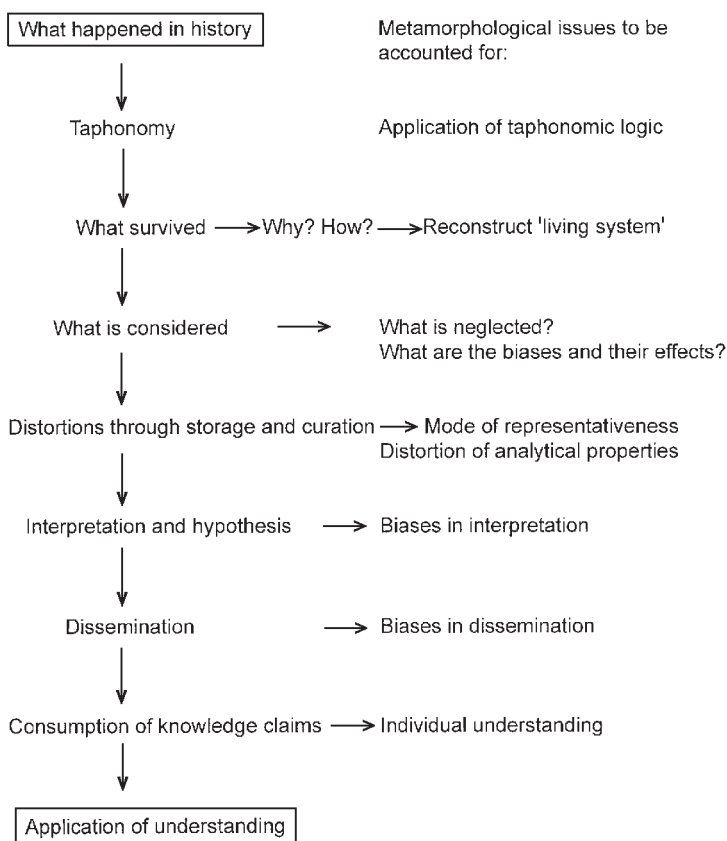 What happened in history
Metamorphological issues to be
accounted for:
Taphonomy
Application of taphonomic logic
What survived
Why? How?
Reconstruct 'living system'
What is considered
What is neglected?
What are the biases and their effects?
Distortions through storage and curation
Mode of representativeness
Distortion of analytical properties
Interpretation and hypothesis
Biases in interpretation
Dissemination
Biases in dissemination
Consumption of knowledge claims
Individual understanding
Application of understanding